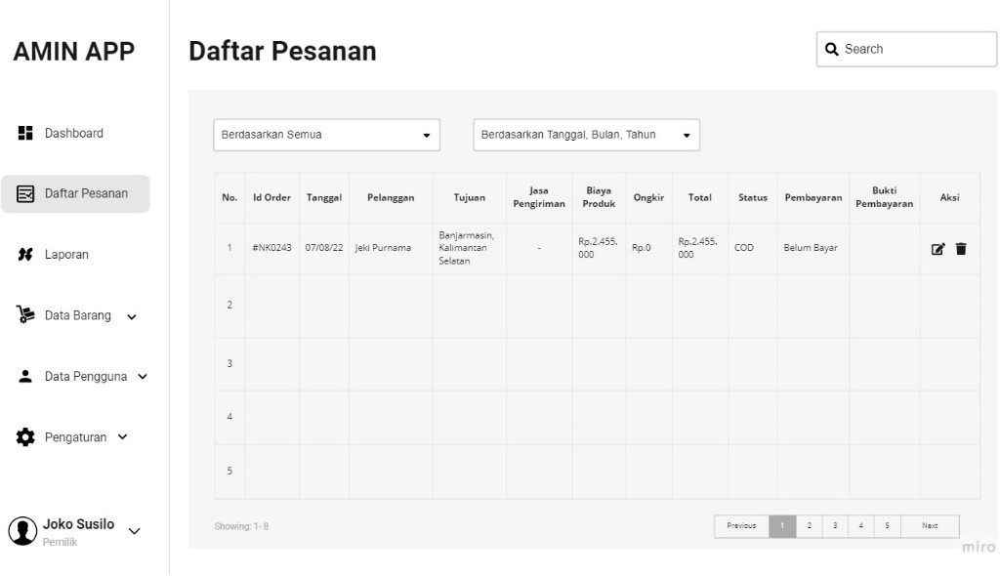 AMIN APP
Dashboard
Daftar Pesanan
Laporan
Data Barang
Data Pengguna
Pengaturan
Joko Susilo
Pemilik
Daftar Pesanan
Search
Berdasarkan Semua
Berdasarkan Tanggal, Bulan, Tahun
No. Id Order Tanggal Pelanggan Tujuan Jasa Pengiriman Biaya Produk Ongkir Total Status Pembayaran Bukti Pembayaran Aksi
1 #NK0243 07/08/22 Jeki Purnama Banjarmasin, Kalimantan Selatan - Rp.2.455.000 Rp.0 Rp.2.455.000 COD Belum Bayar
2
3
4
5
Showing: 1- 8
Previous 1 2 3 4 5 Next
miro